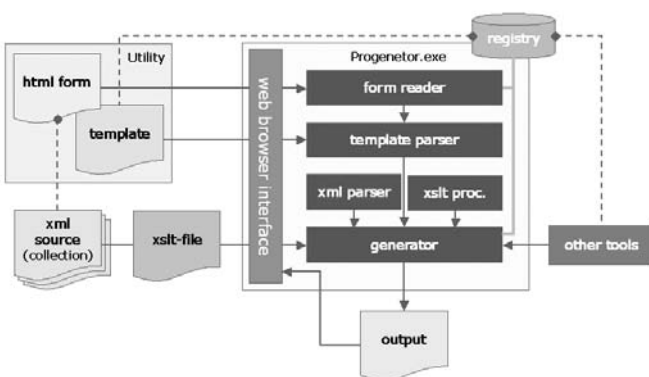 registry
Utility
Progenetor.exe
html form
form reader
template
template parser
web browser interface
xml parser
xslt proc.
xml
source
(collection)
xslt-file
generator
other tools
output